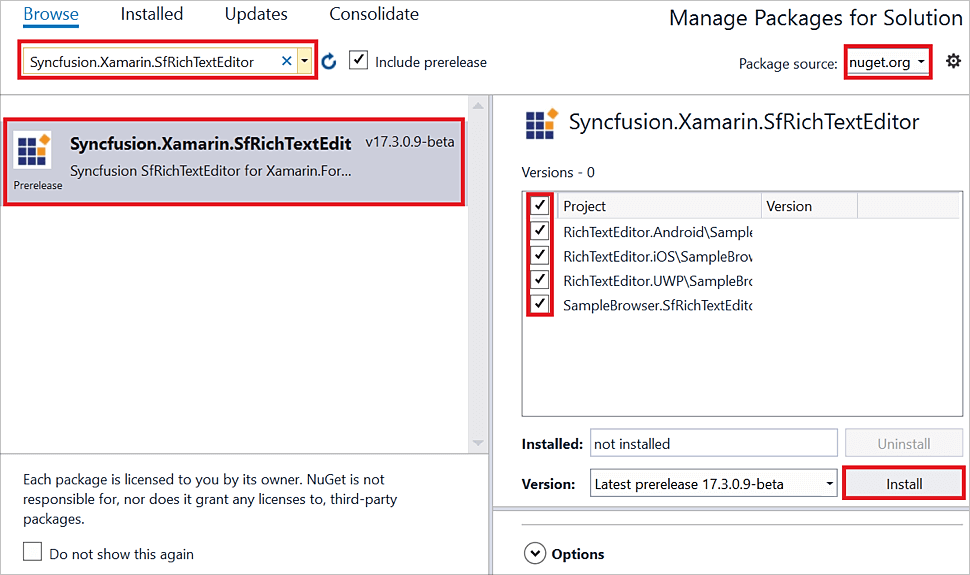 Browse Installed Updates Consolidate
Manage Packages for Solution
Syncfusion.Xamarin.SfRichTextEditor
Include prerelease
Package source: nuget.org
Syncfusion.Xamarin.SfRichTextEdit v17.3.0.9-beta
Syncfusion SfRichTextEditor for Xamarin.For...
Prerelease
Each package is licensed to you by its owner. NuGet is not
responsible for, nor does it grant any licenses to, third-party
packages.
Do not show this again
Syncfusion.Xamarin.SfRichTextEditor
Versions - 0
Project Version
RichTextEditor.Android\Sample
RichTextEditor.iOS\SampleBrow
RichTextEditor.UWP\SampleBro
SampleBrowser.SfRichTextEdito
Installed: not installed Uninstall
Version: Latest prerelease 17.3.0.9-beta Install
Options